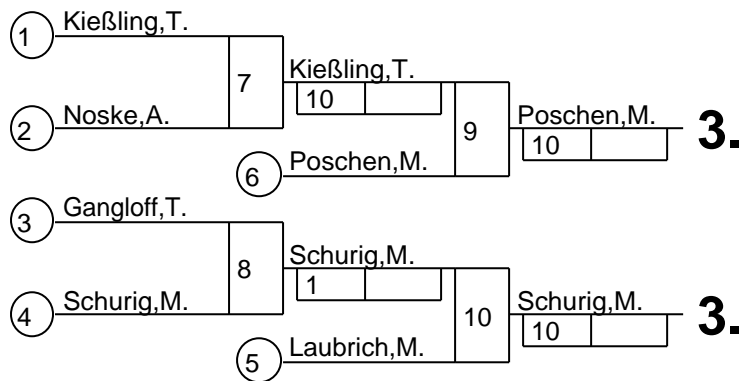 1 Kießling,T.
7 Kießling,T.
10
2 Noske,A.
9 Poschen,M. 3.
10
6 Poschen,M.
3 Gangloff,T.
8 Schurig,M.
1
4 Schurig,M.
10 Schurig,M. 3.
10
5 Laubrich,M.